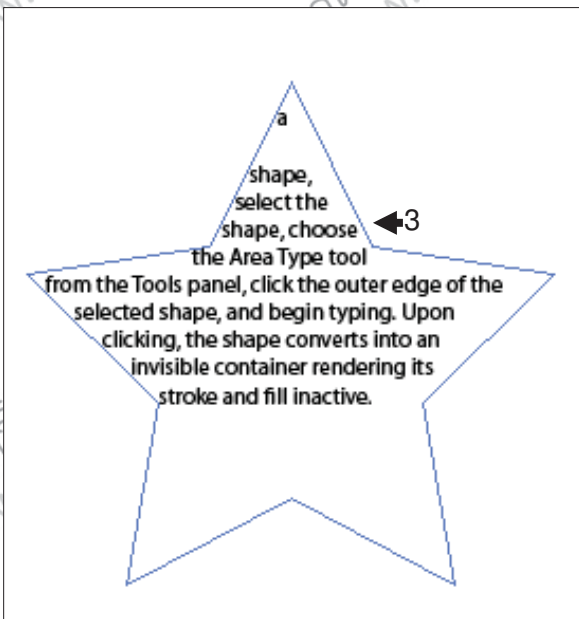 a
shape,
select the
shape, choose
the Area Type tool
from the Tools panel, click the outer edge of the
selected shape, and begin typing. Upon
clicking, the shape converts into an
invisible container rendering its
stroke and fill inactive.
3